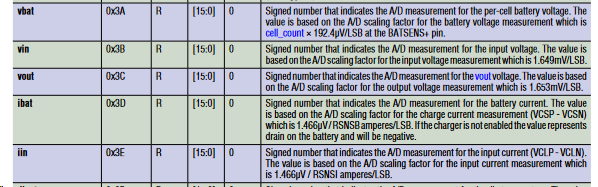 vbat 0x3A R [15:0] 0 Signed number that indicates the A/D measurement for the per-cell battery voltage. The
value is based on the A/D scaling factor for the battery voltage measurement which is
cell_count × 192.4µV/LSB at the BATSENS+ pin.
vin 0x3B R [15:0] 0 Signed number that indicates the A/D measurement for the input voltage. The value is
based on the A/D scaling factor for the input voltage measurement which is 1.649mV/LSB.
vout 0x3C R [15:0] 0 Signed number that indicates the A/D measurement for the vout voltage. The value is based
on the A/D scaling factor for the output voltage measurement which is 1.653mV/LSB.
ibat 0x3D R [15:0] 0 Signed number that indicates the A/D measurement for the battery current. The value
is based on the A/D scaling factor for the charge current measurement (VCSP - VCSN)
which is 1.466µV/ RSNSB amperes/LSB. If the charger is not enabled the value represents
drain on the battery and will be negative.
iin 0x3E R [15:0] 0 Signed number that indicates the A/D measurement for the input current (VCLP - VCLN).
The value is based on the A/D scaling factor for the input current measurement which
is 1.466µV / RSNSI amperes/LSB.